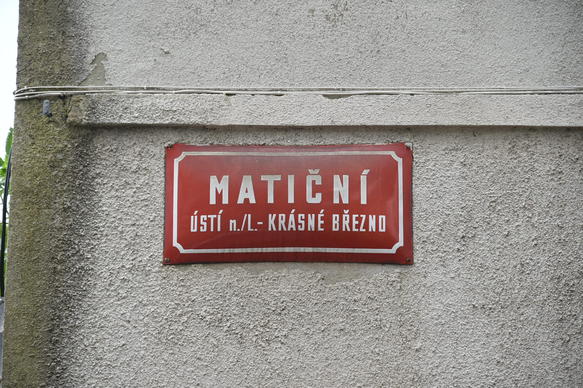 MATIČNÍ
ÚSTÍ n./L.- KRÁSNÉ BŘEZNO